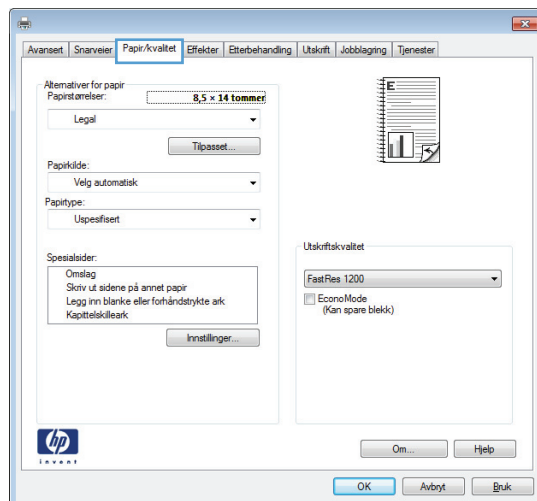 Avansert Snarveier Papir/kvalitet Effekter Etterbehandling Utskrift Jobblagring Tjenester
Alternativer for papir
Papirstørrelser: 8,5 × 14 tommer
Legal
Tilpasset...
Papirkilde:
Velg automatisk
Papirtype:
Uspesifisert
Spesialsider:
Omslag
Skriv ut sidene på annet papir
Legg inn blanke eller forhåndstrykte ark
Kapittelskilleark
Innstillinger...
E
Utskriftskvalitet
FastRes 1200
EconoMode
(Kan spare blekk)
hp
invent
Om... Hjelp
OK Avbryt Bruk